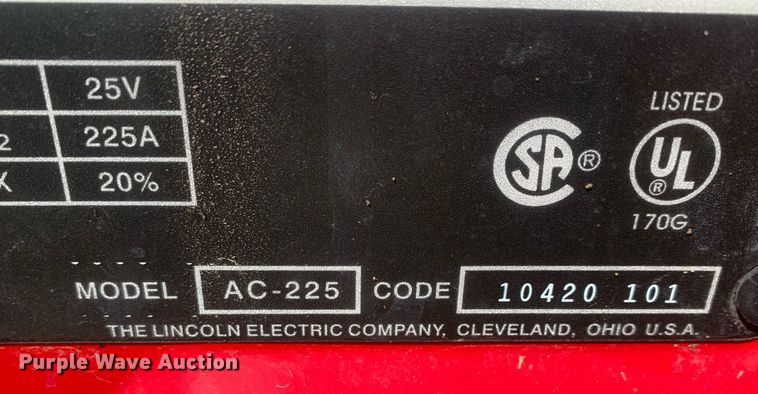 25V
2 225A
X 20%
LISTED
SA ®
UL ®
170G
MODEL AC-225 CODE 10420 101
THE LINCOLN ELECTRIC COMPANY, CLEVELAND, OHIO U.S.A.
Purple Wave Auction